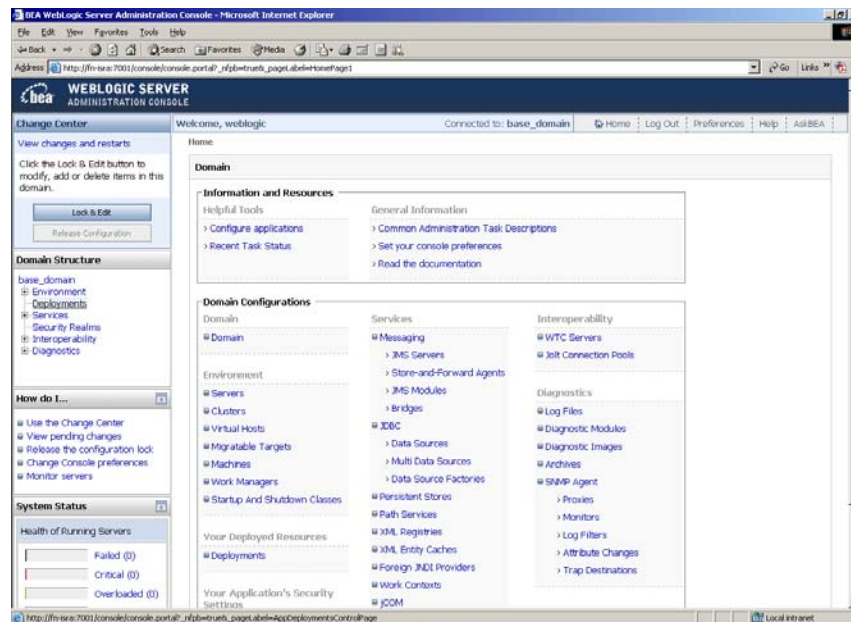 BEA WebLogic Server Administration Console - Microsoft Internet Explorer
File Edit View Favorites Tools Help
Back Search Favorites Media
Address http://fn-isra:7001/console/console.portal?_nfpb=true&_pageLabel=HomePage1 Go Links »
bea WEBLOGIC SERVER
ADMINISTRATION CONSOLE
Change Center
View changes and restarts
Click the Lock & Edit button to
modify, add or delete items in this
domain.
Lock & Edit
Release Configuration
Domain Structure
base_domain
Environment
Deployments
Services
Security Realms
Interoperability
Diagnostics
How do I...
Use the Change Center
View pending changes
Release the configuration lock
Change Console preferences
Monitor servers
System Status
Health of Running Servers
Failed (0)
Critical (0)
Overloaded (0)
Welcome, weblogic Connected to: base_domain Home Log Out Preferences Help AskBEA
Home
Domain
Information and Resources
Helpful Tools
› Configure applications
› Recent Task Status
General Information
› Common Administration Task Descriptions
› Set your console preferences
› Read the documentation
Domain Configurations
Domain
Domain
Environment
Servers
Clusters
Virtual Hosts
Migratable Targets
Machines
Work Managers
Startup And Shutdown Classes
Your Deployed Resources
Deployments
Your Application's Security
Settings
Services
Messaging
› JMS Servers
› Store-and-Forward Agents
› JMS Modules
› Bridges
JDBC
› Data Sources
› Multi Data Sources
› Data Source Factories
Persistent Stores
Path Services
XML Registries
XML Entity Caches
Foreign JNDI Providers
Work Contexts
jCOM
Interoperability
WTC Servers
Jolt Connection Pools
Diagnostics
Log Files
Diagnostic Modules
Diagnostic Images
Archives
SNMP Agent
› Proxies
› Monitors
› Log Filters
› Attribute Changes
› Trap Destinations
http://fn-isra:7001/console/console.portal?_nfpb=true&_pageLabel=AppDeploymentsControlPage Local intranet